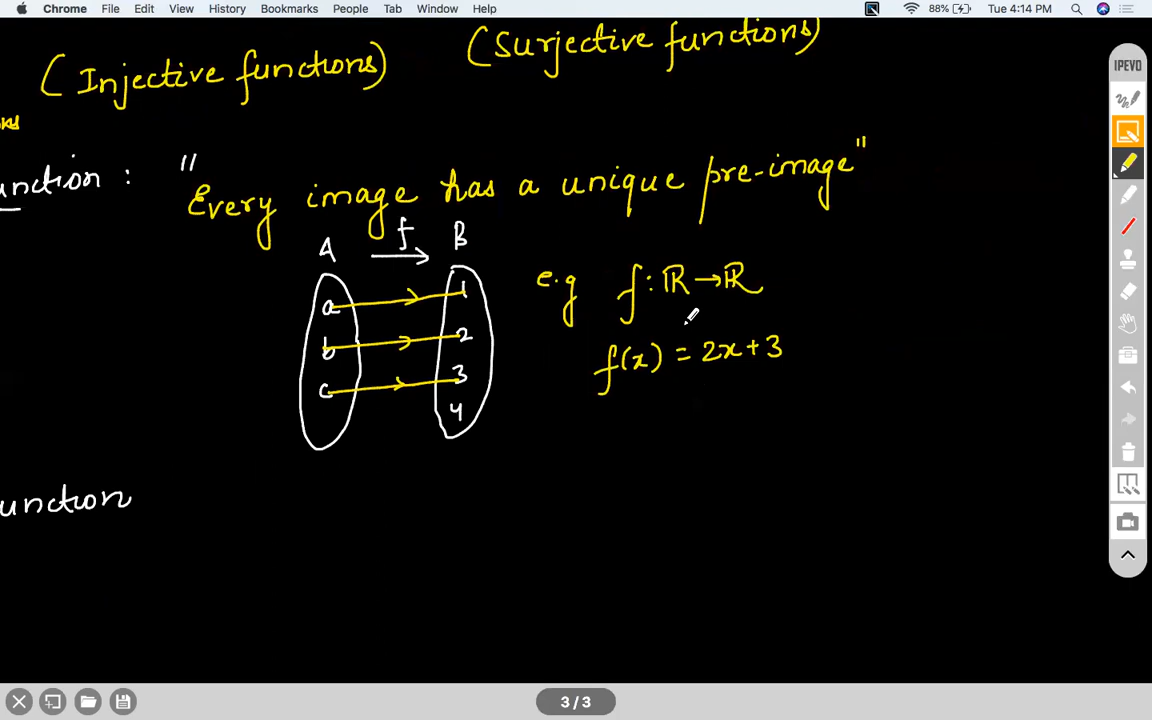 Chrome File Edit View History Bookmarks People Tab Window Help 88% Tue 4:14 PM
(Injective functions) (Surjective functions)
IPEVO
unction : "Every image has a unique pre-image"
A f B
a 1
b 2
c 3
4
e.g f : ℝ → ℝ
f(x) = 2x + 3
unction
3 / 3